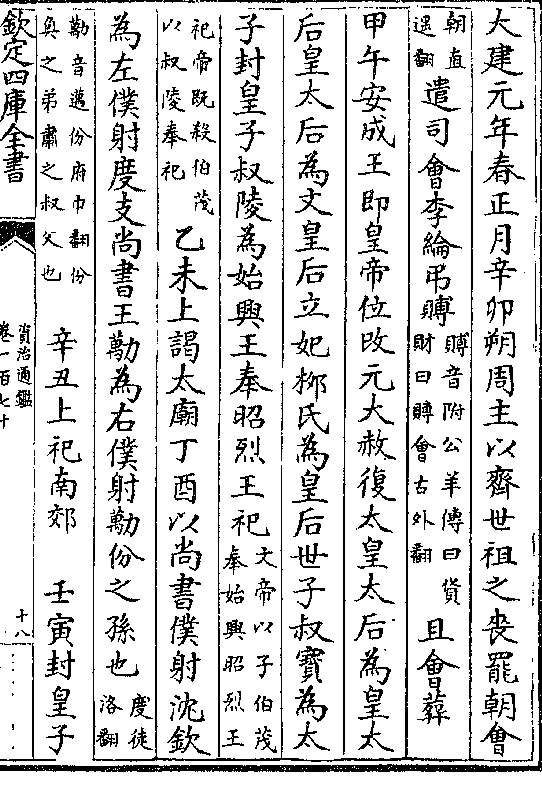 大建元年春正月辛卯朔周主以齊世祖之喪罷朝會
朝直遥翻遣司會李綸弔賻賻音附公羊傳曰貨財曰賻會古外翻且會葬
甲午安成王即皇帝位改元大赦復太皇太后為皇太
后皇太后為文皇后立妃栁氏為皇后世子叔寶為太
子封皇子叔陵為始興王奉昭烈王祀文帝以子伯茂奉始興昭烈王
祀帝既殺伯茂以叔陵奉祀乙未上謁太廟丁酉以尚書僕射沈欽
為左僕射度支尚書王勱為右僕射勱份之孫也度徒洛翻
勱音邁份府巾翻份奐之弟肅之叔父也辛丑上祀南郊壬寅封皇子
欽定四庫全書
資治通鑑
卷一百七十
十八